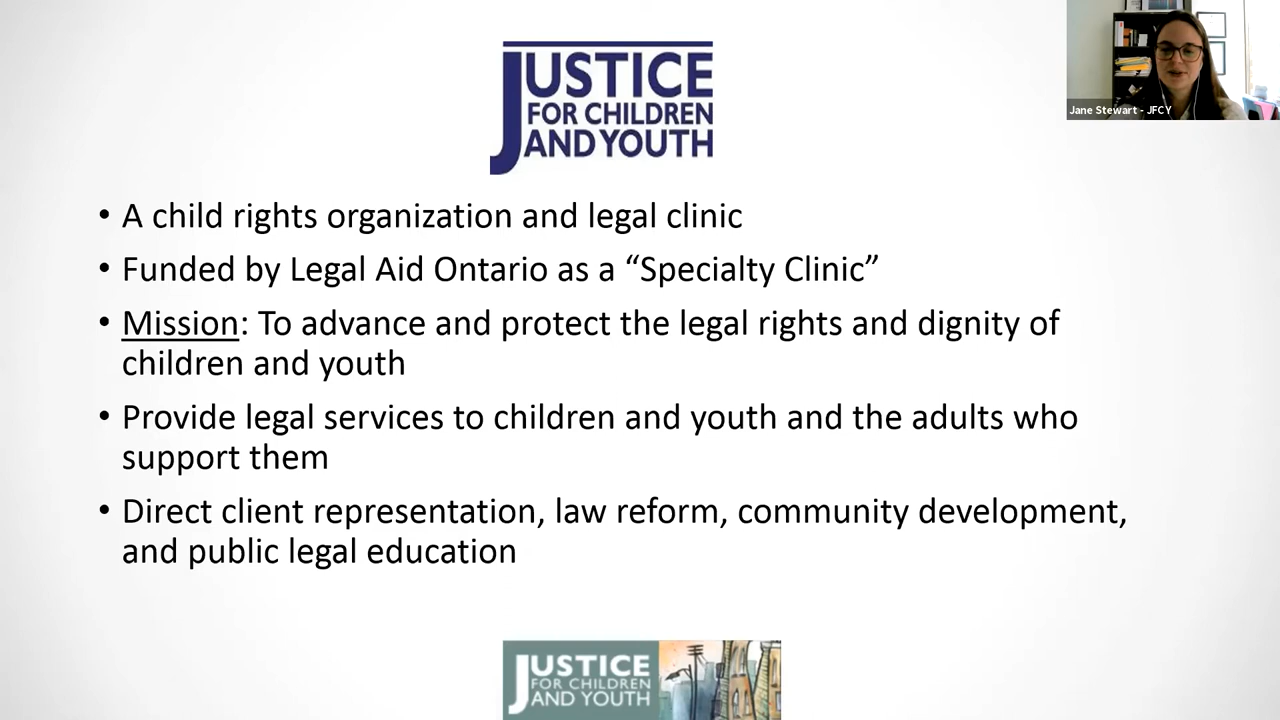 JUSTICE
FOR CHILDREN
AND YOUTH
Jane Stewart - JFCY
• A child rights organization and legal clinic
• Funded by Legal Aid Ontario as a “Specialty Clinic”
• Mission: To advance and protect the legal rights and dignity of
children and youth
• Provide legal services to children and youth and the adults who
support them
• Direct client representation, law reform, community development,
and public legal education
JUSTICE
FOR CHILDREN
AND YOUTH